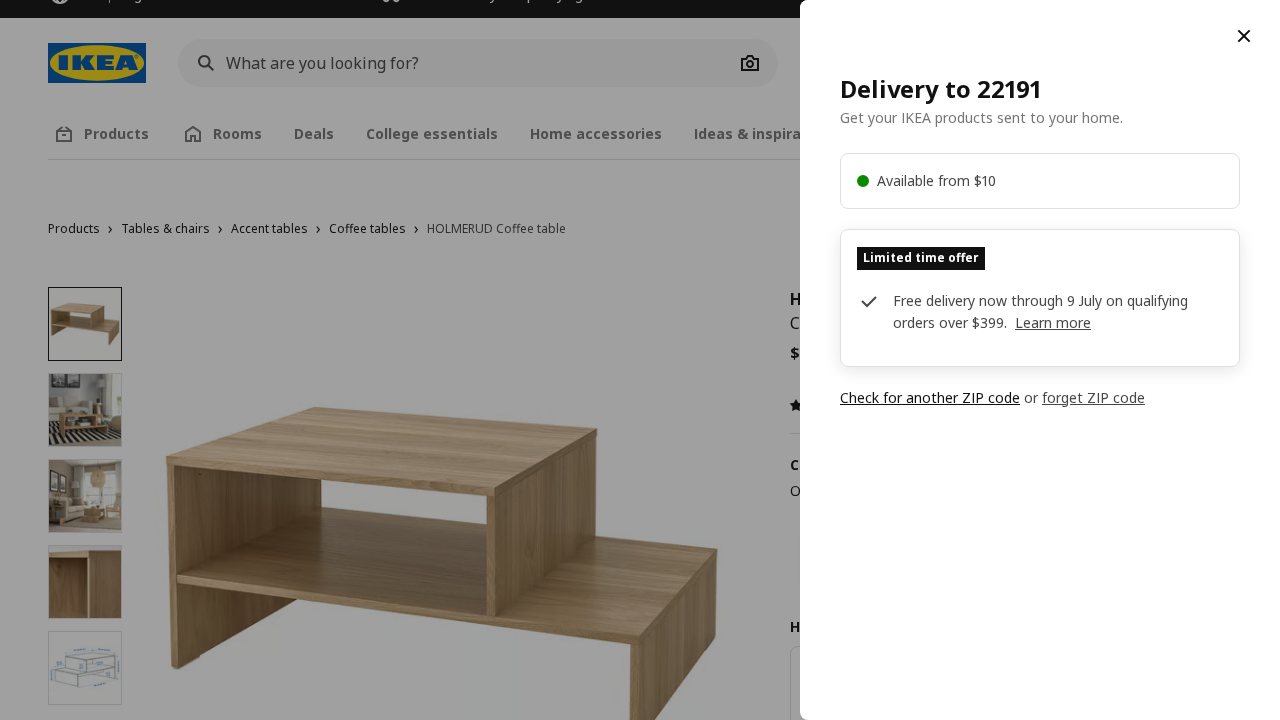 IKEA
What are you looking for?
Products
Rooms
Deals
College essentials
Home accessories
Ideas & inspira
Products › Tables & chairs › Accent tables › Coffee tables › HOLMERUD Coffee table
H
C
$
C
O
H
Delivery to 22191
Get your IKEA products sent to your home.
Available from $10
Limited time offer
Free delivery now through 9 July on qualifying
orders over $399. Learn more
Check for another ZIP code or forget ZIP code